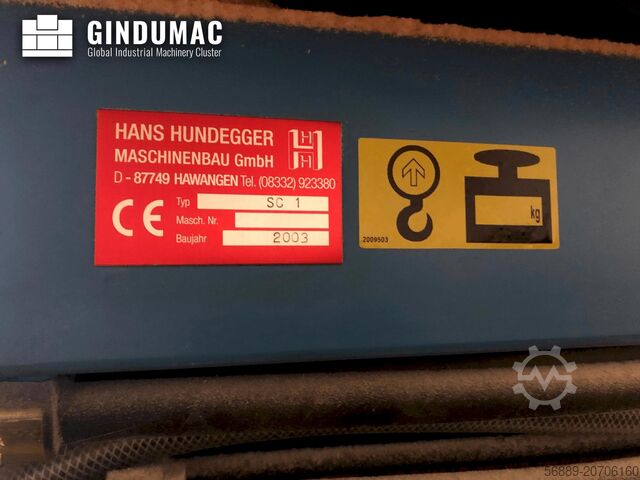 GINDUMAC
Global Industrial Machinery Cluster
HANS HUNDEGGER
MASCHINENBAU GmbH
D - 87749 HAWANGEN Tel. (08332) 923380
CE
Typ SC 1
Masch. Nr.
Baujahr 2003
kg
2009503
56889-20706160